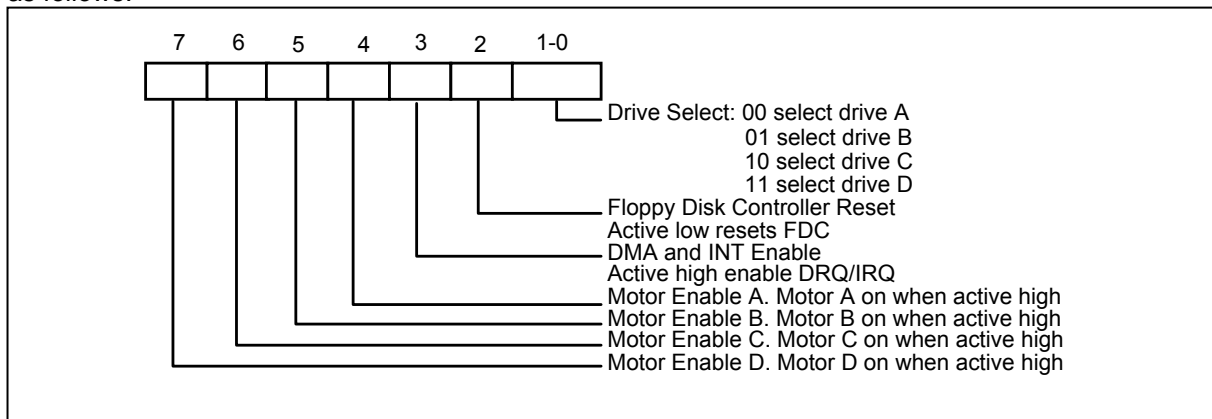 as follows:
7 6 5 4 3 2 1-0
Drive Select: 00 select drive A
01 select drive B
10 select drive C
11 select drive D
Floppy Disk Controller Reset
Active low resets FDC
DMA and INT Enable
Active high enable DRQ/IRQ
Motor Enable A. Motor A on when active high
Motor Enable B. Motor B on when active high
Motor Enable C. Motor C on when active high
Motor Enable D. Motor D on when active high